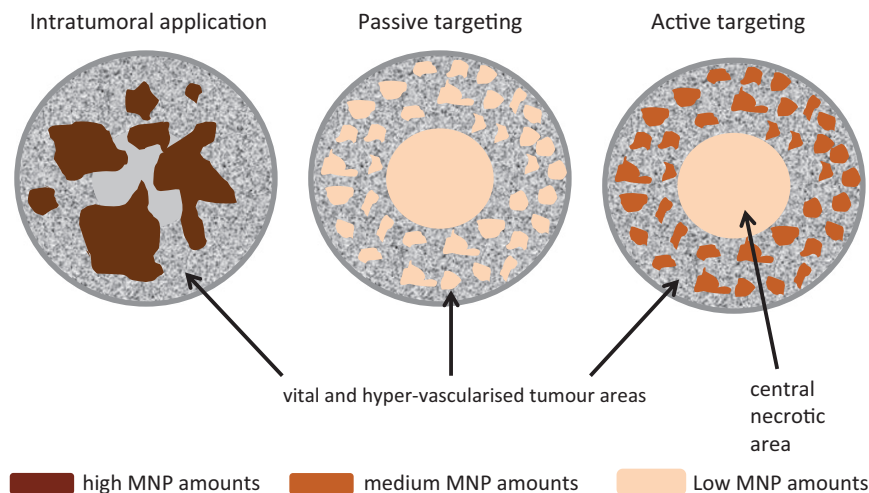 Intratumoral application
Passive targeting
Active targeting
vital and hyper-vascularised tumour areas
central
necrotic
area
high MNP amounts
medium MNP amounts
Low MNP amounts